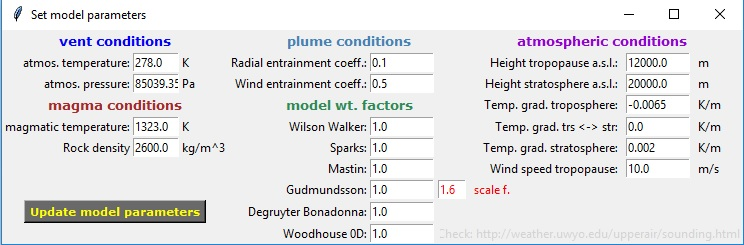 Set model parameters
vent conditions plume conditions atmospheric conditions
atmos. temperature: 278.0 K Radial entrainment coeff.: 0.1 Height tropopause a.s.l.: 12000.0 m
atmos. pressure: 85039.35 Pa Wind entrainment coeff.: 0.5 Height stratosphere a.s.l.: 20000.0 m
magma conditions model wt. factors Temp. grad. troposphere: -0.0065 K/m
magmatic temperature: 1323.0 K Wilson Walker: 1.0 Temp. grad. trs <-> str: 0.0 K/m
Rock density 2600.0 kg/m^3 Sparks: 1.0 Temp. grad. stratosphere: 0.002 K/m
Mastin: 1.0 Wind speed tropopause: 10.0 m/s
Gudmundsson: 1.0 1.6 scale f.
Update model parameters Degruyter Bonadonna: 1.0
Woodhouse 0D: 1.0 Check: http://weather.uwyo.edu/upperair/sounding.html